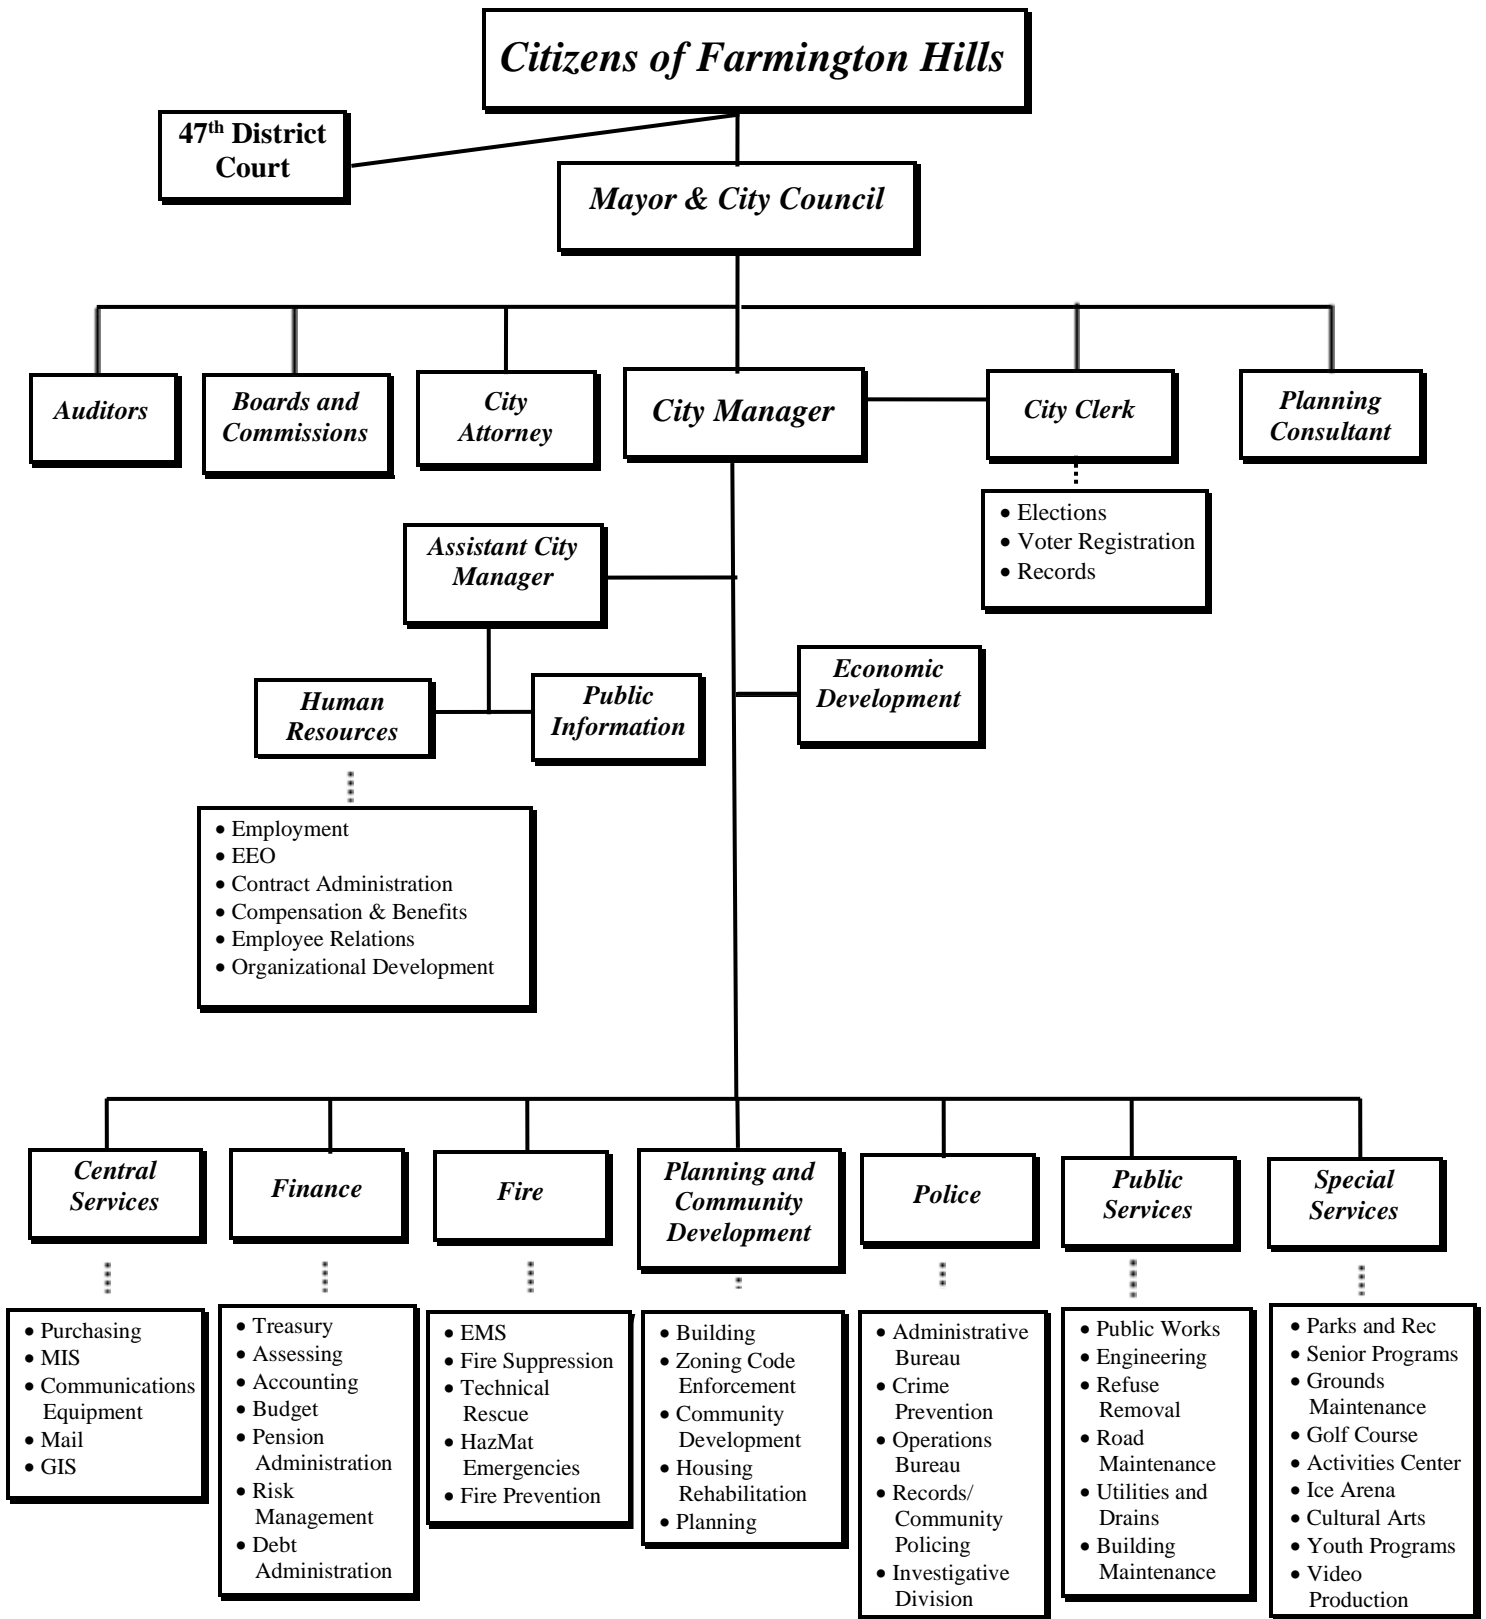 Citizens of Farmington Hills
47th District
Court
Mayor & City Council
Auditors
Boards and
Commissions
City
Attorney
City Manager
City Clerk
Planning
Consultant
• Elections
• Voter Registration
• Records
Assistant City
Manager
Economic
Development
Human
Resources
Public
Information
• Employment
• EEO
• Contract Administration
• Compensation & Benefits
• Employee Relations
• Organizational Development
Central
Services
Finance
Fire
Planning and
Community
Development
Police
Public
Services
Special
Services
• Purchasing
• MIS
• Communications
Equipment
• Mail
• GIS
• Treasury
• Assessing
• Accounting
• Budget
• Pension
Administration
• Risk
Management
• Debt
Administration
• EMS
• Fire Suppression
• Technical
Rescue
• HazMat
Emergencies
• Fire Prevention
• Building
• Zoning Code
Enforcement
• Community
Development
• Housing
Rehabilitation
• Planning
• Administrative
Bureau
• Crime
Prevention
• Operations
Bureau
• Records/
Community
Policing
• Investigative
Division
• Public Works
• Engineering
• Refuse
Removal
• Road
Maintenance
• Utilities and
Drains
• Building
Maintenance
• Parks and Rec
• Senior Programs
• Grounds
Maintenance
• Golf Course
• Activities Center
• Ice Arena
• Cultural Arts
• Youth Programs
• Video
Production